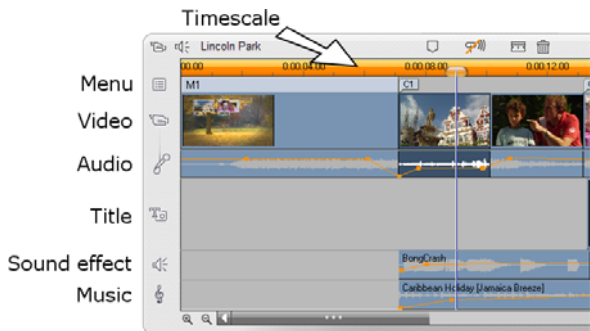 Timescale
Lincoln Park
00.00 0.00.04.00 0.00.08.00 0.00.12.00
Menu
M1
C1
Video
Audio
Title
Sound effect
BongCrash
Music
Caribbean Holiday (Jamaica Breeze)